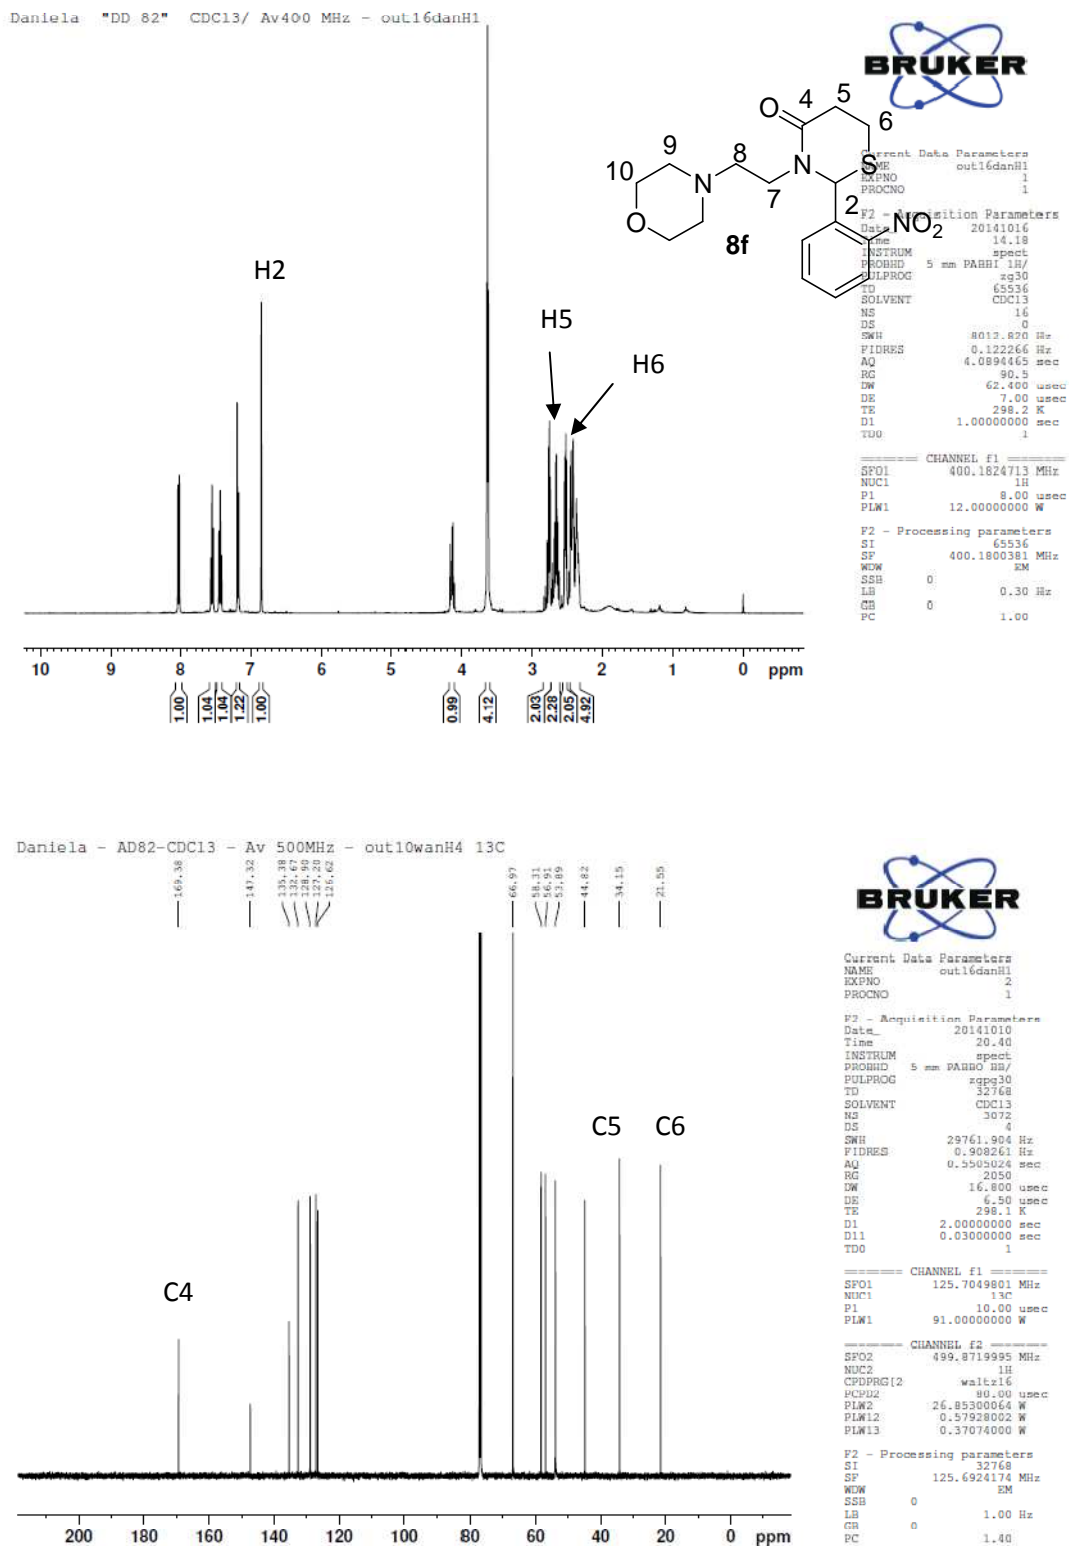 Daniela "DD 82" CDCl3/ Av400 MHz - out16danH1
BRUKER
O
4
5
6
9
8
N
S
10
N
7
O
2
NO2
8f
H2
H5
H6
Current Data Parameters
NAME out16danH1
EXPNO 1
PROCNO 1
F2 - Acquisition Parameters
Date_ 20141016
Time 14.18
INSTRUM spect
PROBHD 5 mm PABBI 1H/
PULPROG zg30
TD 65536
SOLVENT CDCl3
NS 16
DS 0
SWH 8012.820 Hz
FIDRES 0.122266 Hz
AQ 4.0894465 sec
RG 90.5
DW 62.400 usec
DE 7.00 usec
TE 298.2 K
D1 1.00000000 sec
TD0 1
======== CHANNEL f1 ========
SFO1 400.1824713 MHz
NUC1 1H
P1 8.00 usec
PLW1 12.00000000 W
F2 - Processing parameters
SI 65536
SF 400.1800381 MHz
WDW EM
SSB 0
LB 0.30 Hz
GB 0
PC 1.00
10 9 8 7 6 5 4 3 2 1 0 ppm
1.00 1.04 1.04 1.22 1.00 0.99 4.12 2.03 2.28 2.05 4.92
Daniela - AD82-CDCl3 - Av 500MHz - out10wanH4 13C
169.38 147.32 135.38 132.67 128.90 127.20 126.62 66.97 58.31 56.91 53.89 44.82 34.15 21.55
BRUKER
C4
C5
C6
Current Data Parameters
NAME out16danH1
EXPNO 2
PROCNO 1
F2 - Acquisition Parameters
Date_ 20141010
Time 20.40
INSTRUM spect
PROBHD 5 mm PABBO BB/
PULPROG zgpg30
TD 32768
SOLVENT CDCl3
NS 3072
DS 4
SWH 29761.904 Hz
FIDRES 0.908261 Hz
AQ 0.5505024 sec
RG 2050
DW 16.800 usec
DE 6.50 usec
TE 298.1 K
D1 2.00000000 sec
D11 0.03000000 sec
TD0 1
======== CHANNEL f1 ========
SFO1 125.7049801 MHz
NUC1 13C
P1 10.00 usec
PLW1 91.00000000 W
======== CHANNEL f2 ========
SFO2 499.8719995 MHz
NUC2 1H
CPDPRG[2 waltz16
PCPD2 80.00 usec
PLW2 26.85300064 W
PLW12 0.57928002 W
PLW13 0.37074000 W
F2 - Processing parameters
SI 32768
SF 125.6924174 MHz
WDW EM
SSB 0
LB 1.00 Hz
GB 0
PC 1.40
200 180 160 140 120 100 80 60 40 20 0 ppm